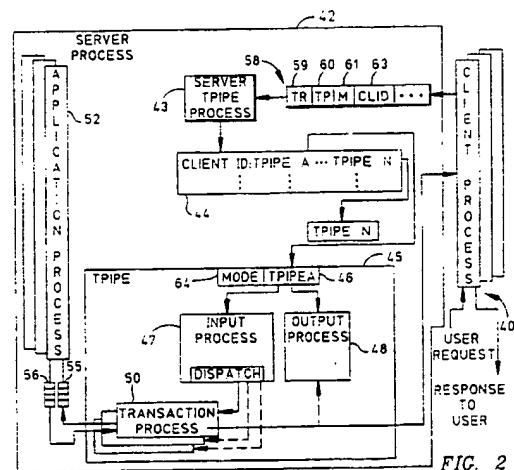 42
SERVER
PROCESS
58
59 60 61 63
TR TP M CLID •••
SERVER
TPIPE
PROCESS
43
APPLICATION PROCESS
52
CLIENT PROCESS
CLIENT ID:TPIPE A ••• TPIPE N
44
TPIPE N
45
TPIPE
64
MODE TPIPEA
46
INPUT
PROCESS
47
DISPATCH
OUTPUT
PROCESS
48
40
USER
REQUEST
RESPONSE
TO
USER
56
55
50
TRANSACTION
PROCESS
FIG. 2